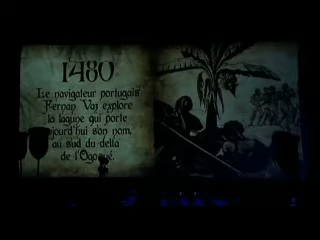 1480
Le navigateur portugais
Fernan Vaz explore
la lagune qui porte
aujourd'hui son nom,
au sud du delta
de l'Ogooué.